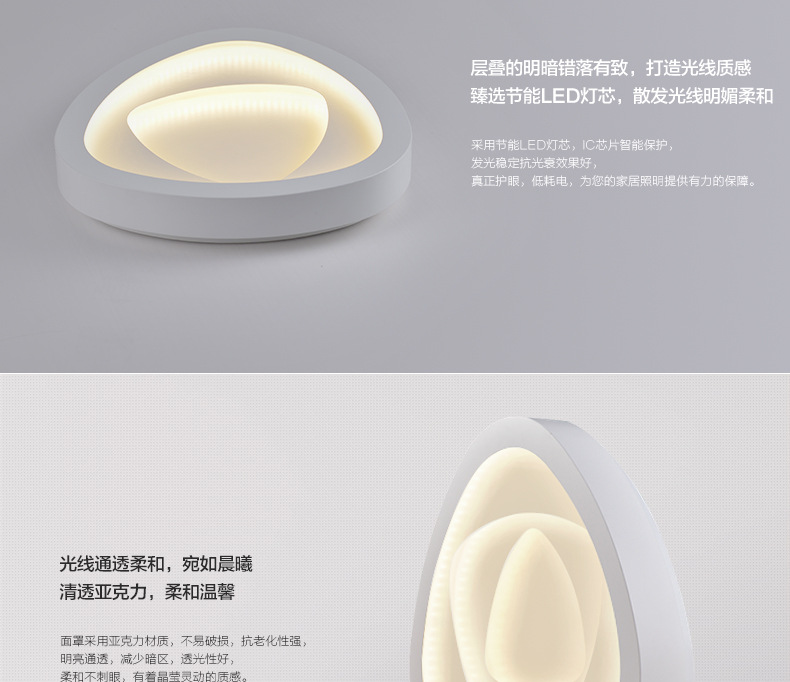 层叠的明暗错落有致，打造光线质感
臻选节能LED灯芯，散发光线明媚柔和
采用节能LED灯芯，IC芯片智能保护，
发光稳定抗光衰效果好，
真正护眼，低耗电，为您的家居照明提供有力的保障。
光线通透柔和，宛如晨曦
清透亚克力，柔和温馨
面罩采用亚克力材质，不易破损，抗老化性强，
明亮通透，减少暗区，透光性好，
柔和不刺眼，有着晶莹灵动的质感。